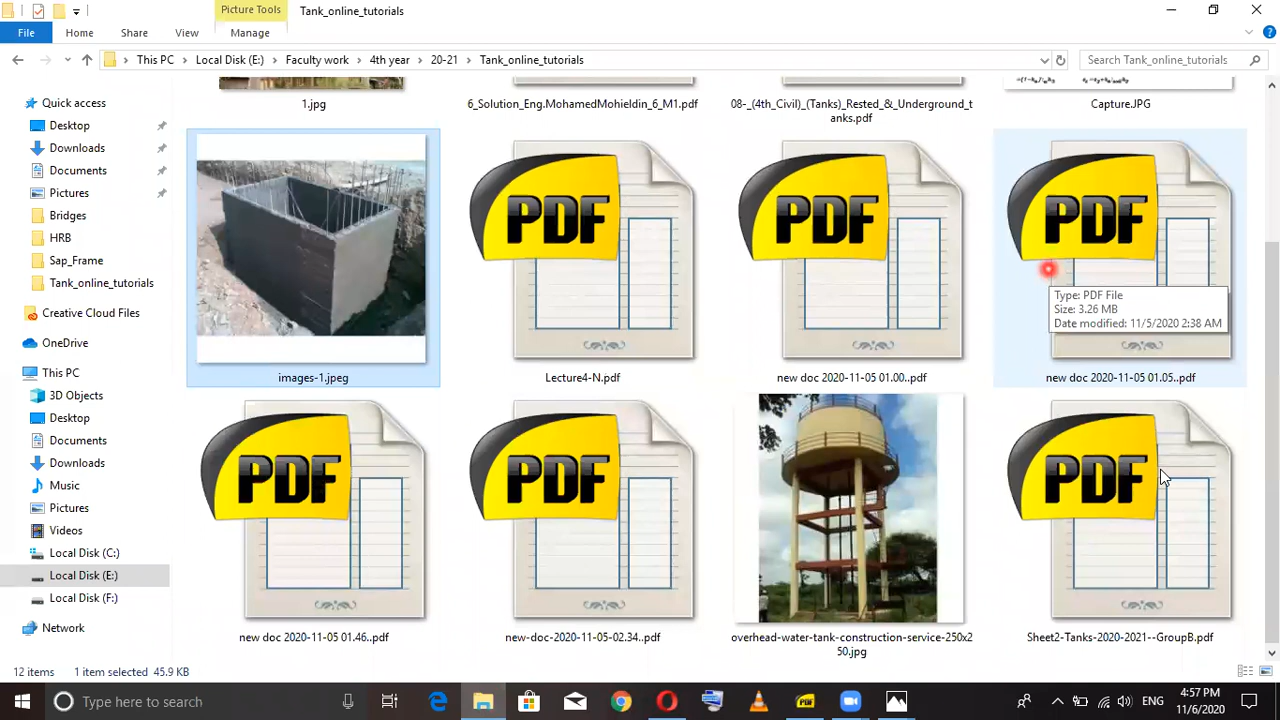 Picture Tools
Tank_online_tutorials
File
Home
Share
View
Manage
This PC
Local Disk (E:)
Faculty work
4th year
20-21
Tank_online_tutorials
Search Tank_online_tutorials
Quick access
Desktop
Downloads
Documents
Pictures
Bridges
HRB
Sap_Frame
Tank_online_tutorials
Creative Cloud Files
OneDrive
This PC
3D Objects
Desktop
Documents
Downloads
Music
Pictures
Videos
Local Disk (C:)
Local Disk (E:)
Local Disk (F:)
Network
1.jpg
6_Solution_Eng.MohamedMohieldin_6_M1.pdf
08-_(4th_Civil)_(Tanks)_Rested_&_Underground_t
anks.pdf
Capture.JPG
PDF
PDF
PDF
Type: PDF File
Size: 3.26 MB
Date modified: 11/5/2020 2:38 AM
images-1.jpeg
Lecture4-N.pdf
new doc 2020-11-05 01.00..pdf
new doc 2020-11-05 01.05..pdf
PDF
PDF
PDF
new doc 2020-11-05 01.46..pdf
new-doc-2020-11-05-02.34..pdf
overhead-water-tank-construction-service-250x2
50.jpg
Sheet2-Tanks-2020-2021--GroupB.pdf
12 items
1 item selected 45.9 KB
Type here to search
PDF
ENG
4:57 PM
11/6/2020